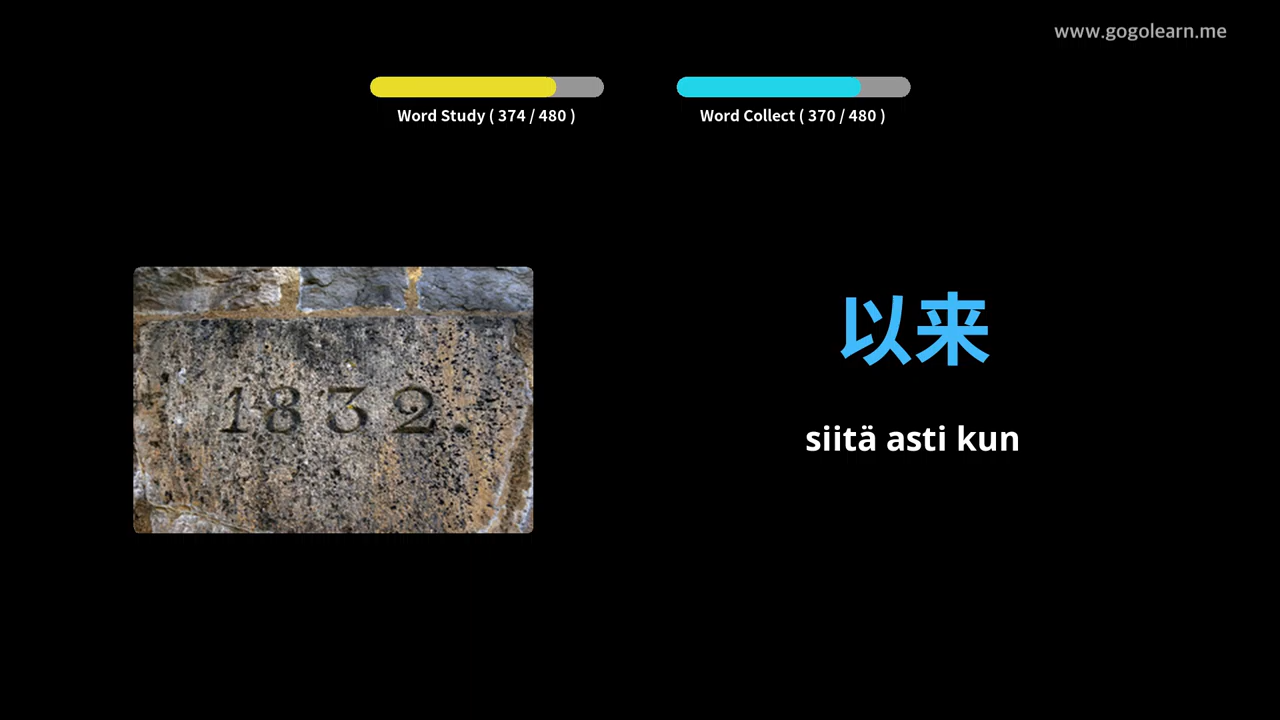 www.gogolearn.me
Word Study ( 374 / 480 )
Word Collect ( 370 / 480 )
1832.
以来
siitä asti kun